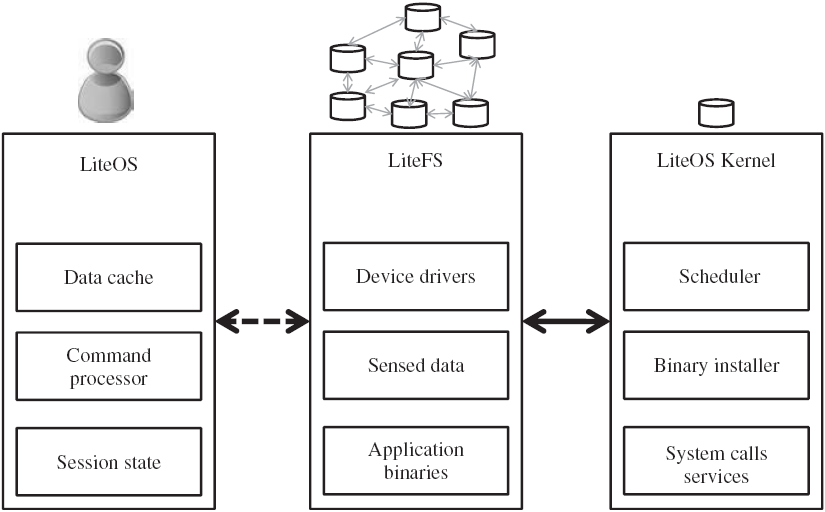 LiteOS
Data cache
Command
processor
Session state
LiteFS
Device drivers
Sensed data
Application
binaries
LiteOS Kernel
Scheduler
Binary installer
System calls
services